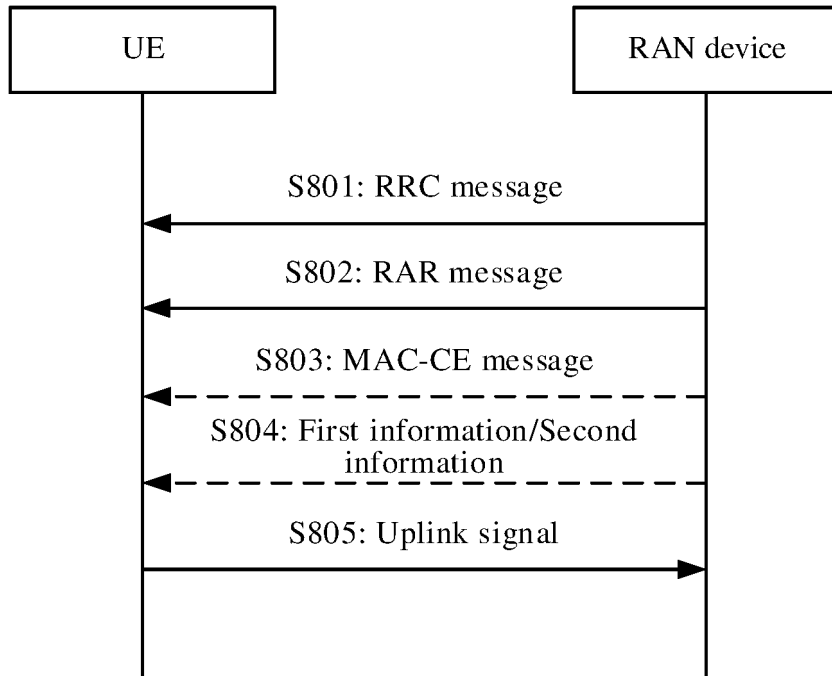 UE
RAN device
S801: RRC message
S802: RAR message
S803: MAC-CE message
S804: First information/Second
information
S805: Uplink signal